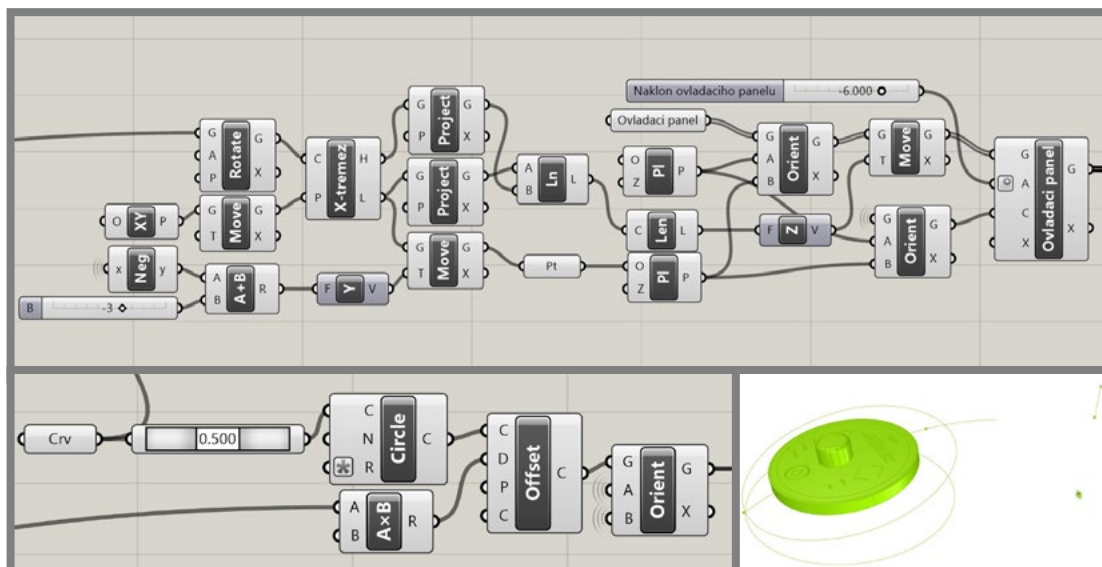 Project
G
G
P
X
Naklon ovladaciho panelu
-6.000
Ovladaci panel
Rotate
G
G
A
P
X
X-tremez
C
H
P
L
Project
G
G
P
X
Ln
A
B
L
Pl
O
Z
P
Orient
G
G
A
B
X
Move
G
G
T
X
Ovladaci panel
G
G
A
C
X
X
XY
O
P
Move
G
G
T
X
Len
C
L
Z
F
V
Orient
G
G
A
B
X
Neg
x
y
A+B
A
B
R
Y
F
V
Move
G
G
T
X
Pt
Pl
O
Z
P
B
-3
Crv
0.500
Circle
C
N
R
C
Offset
C
D
P
C
C
Orient
G
G
A
B
X
A×B
A
B
R